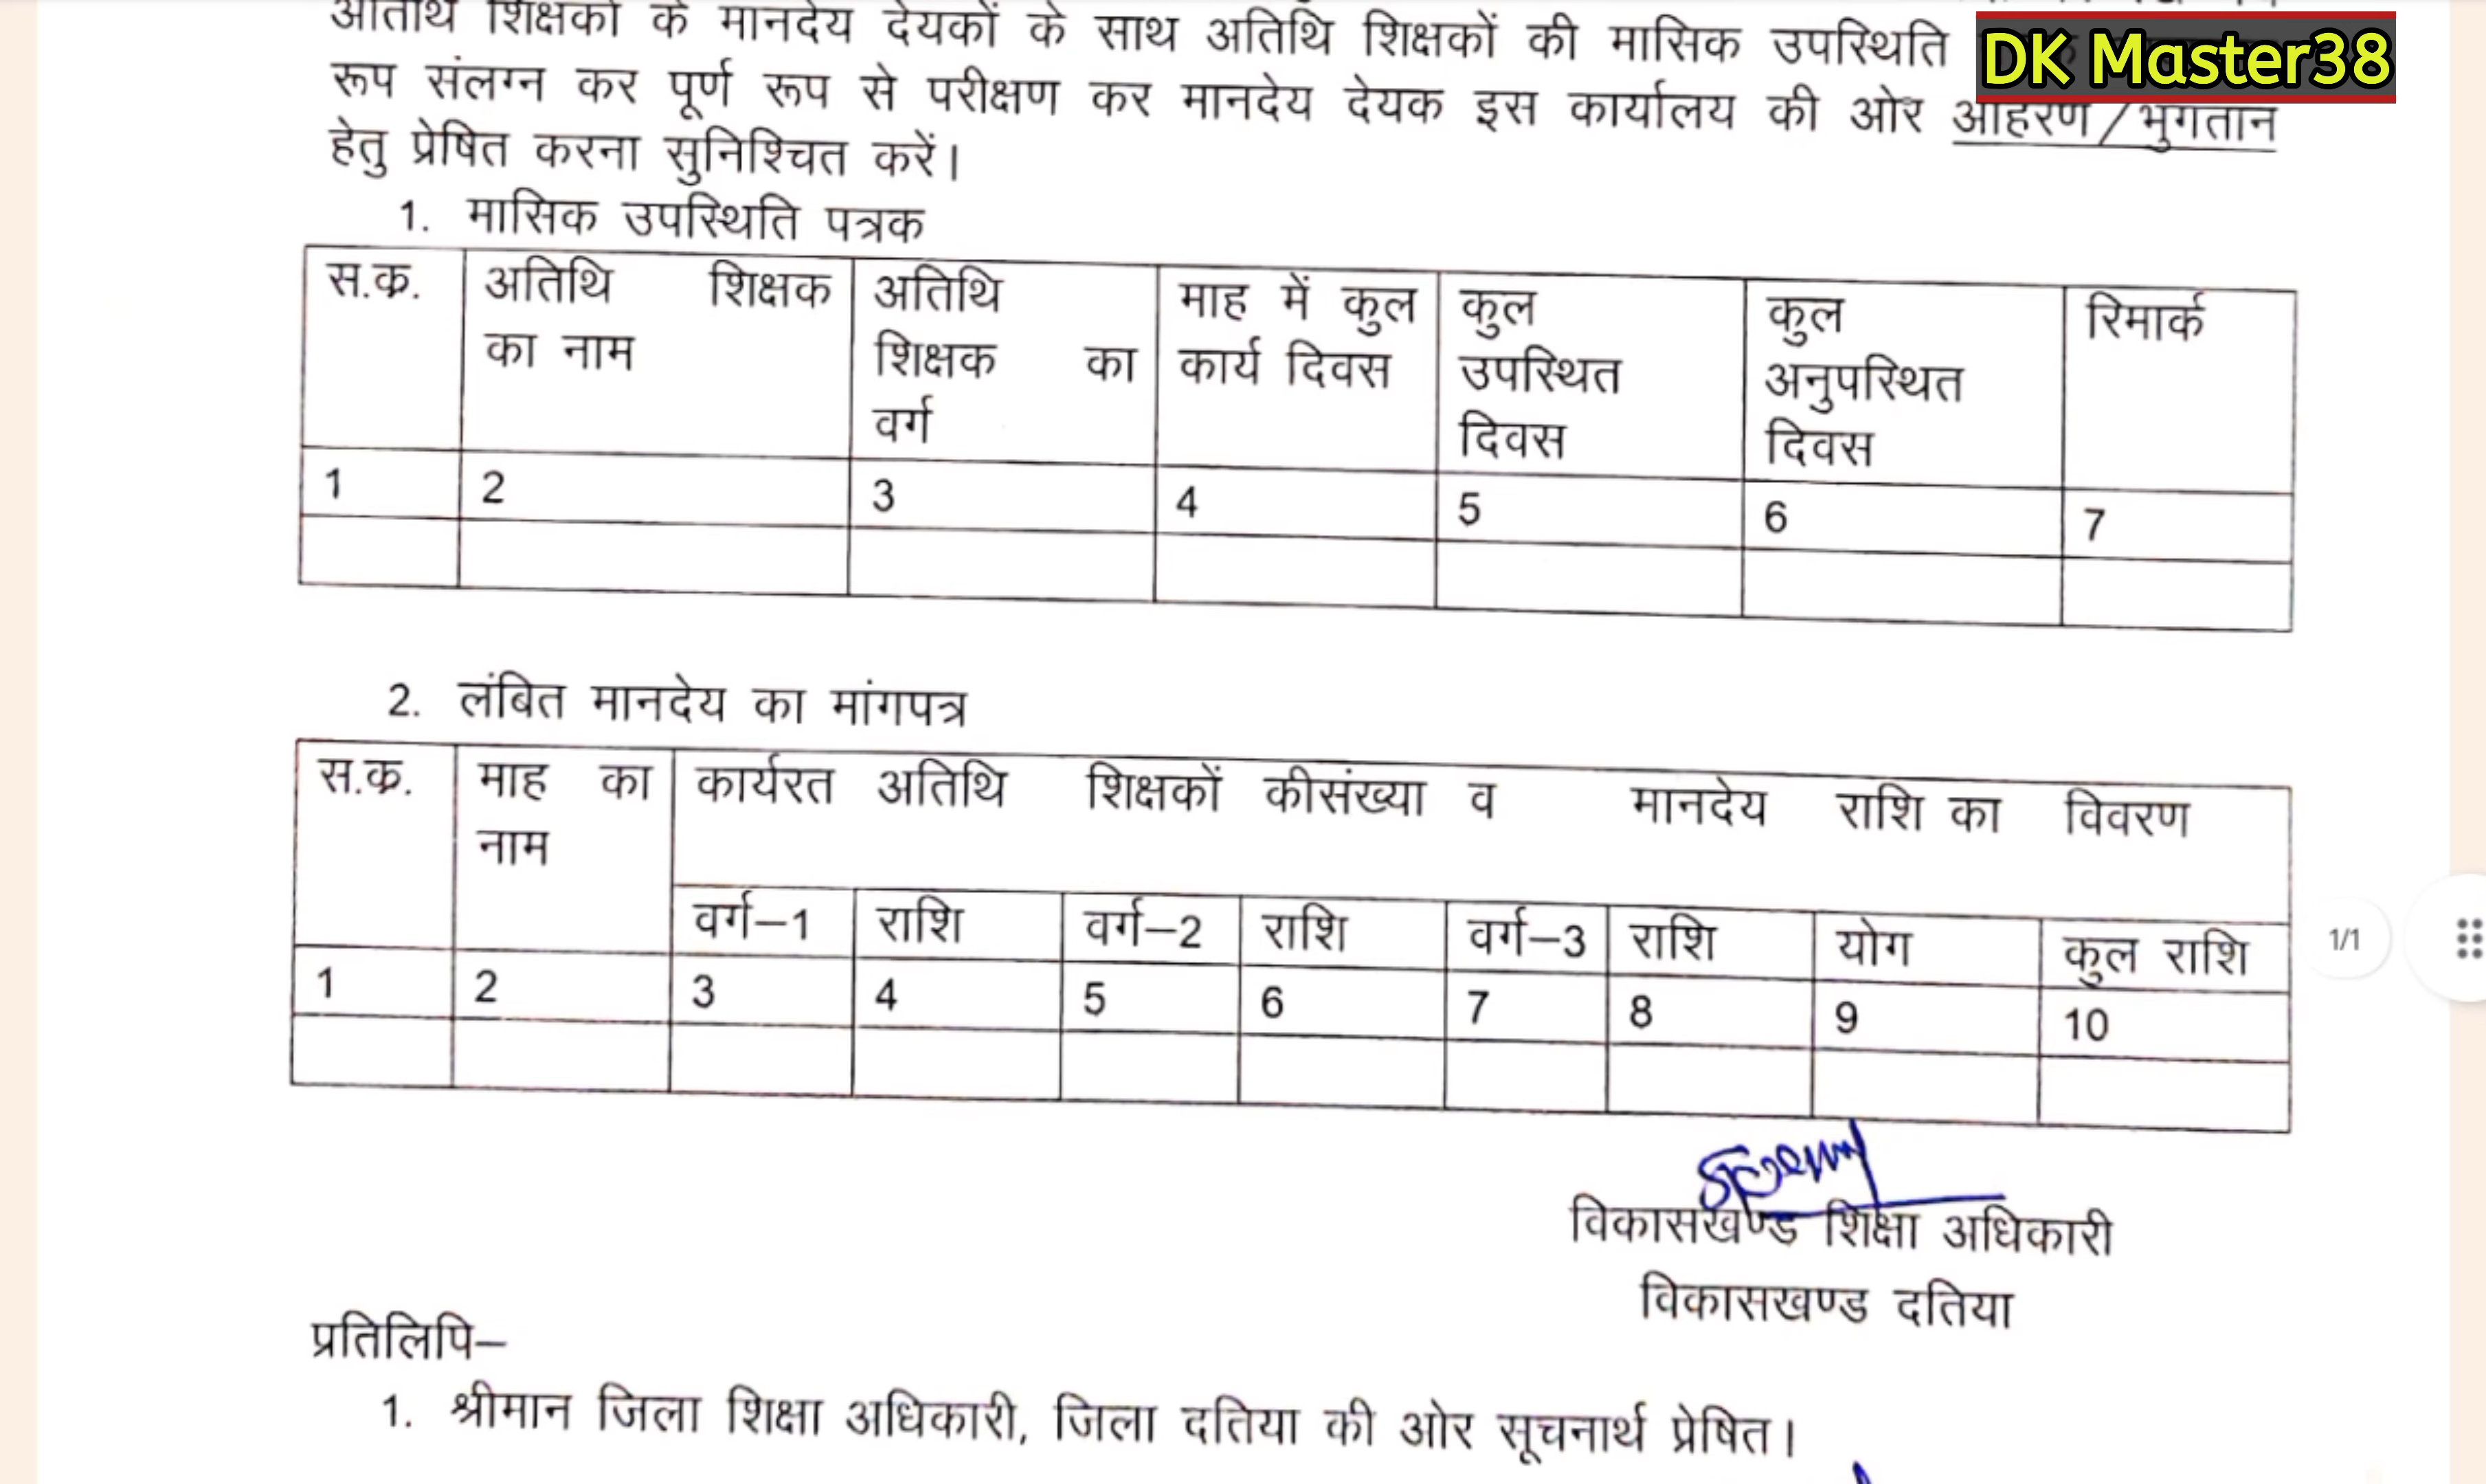 अतिथि शिक्षकों के मानदेय देयकों के साथ अतिथि शिक्षकों की मासिक उपस्थिति
DK Master38
रूप संलग्न कर पूर्ण रूप से परीक्षण कर मानदेय देयक इस कार्यालय की ओर आहरण/भुगतान
हेतु प्रेषित करना सुनिश्चित करें।
1. मासिक उपस्थिति पत्रक
स.क्र. अतिथि शिक्षक का नाम अतिथि शिक्षक का वर्ग माह में कुल कार्य दिवस कुल उपस्थित दिवस कुल अनुपस्थित दिवस रिमार्क
1 2 3 4 5 6 7
2. लंबित मानदेय का मांगपत्र
स.क्र. माह का नाम कार्यरत अतिथि शिक्षकों कीसंख्या व मानदेय राशि का विवरण
वर्ग–1 राशि वर्ग–2 राशि वर्ग–3 राशि योग कुल राशि
1/1
1 2 3 4 5 6 7 8 9 10
विकासखण्ड शिक्षा अधिकारी
विकासखण्ड दतिया
प्रतिलिपि–
1. श्रीमान जिला शिक्षा अधिकारी, जिला दतिया की ओर सूचनार्थ प्रेषित।